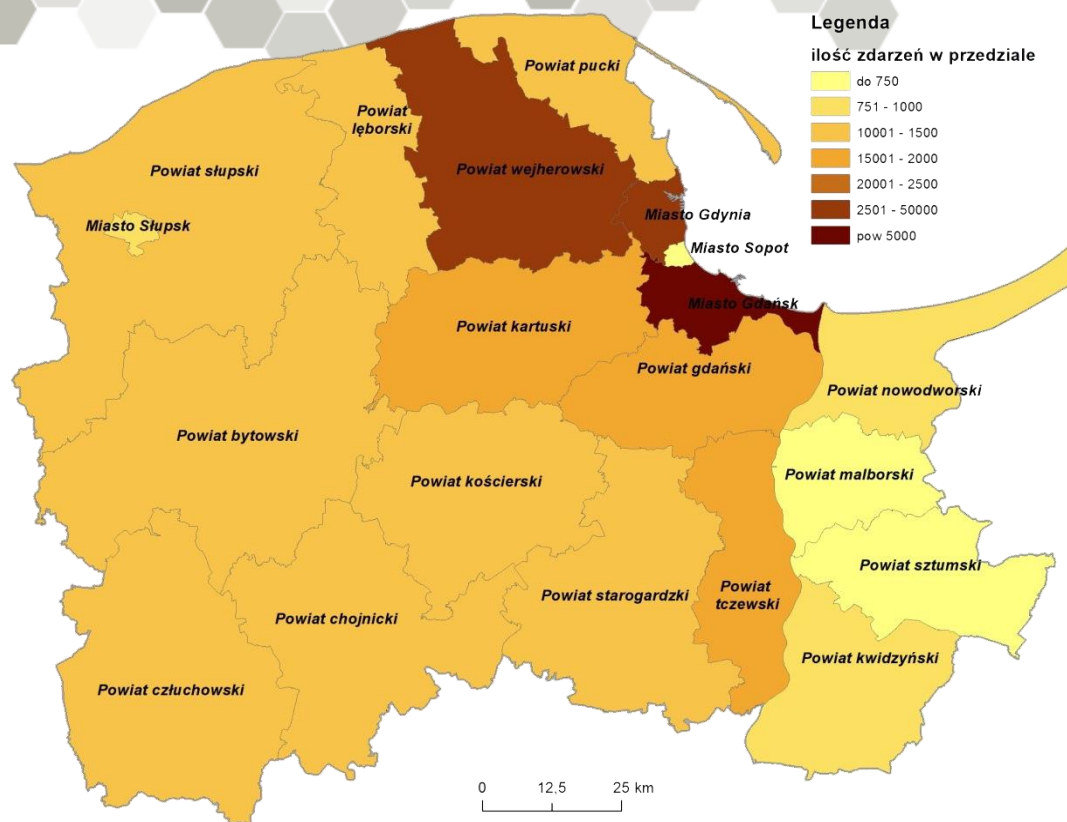 Legenda
ilość zdarzeń w przedziale
do 750
751 - 1000
10001 - 1500
15001 - 2000
20001 - 2500
2501 - 50000
pow 5000
Powiat pucki
Powiat
lęborski
Powiat słupski
Powiat wejherowski
Miasto Słupsk
Miasto Gdynia
Miasto Sopot
Miasto Gdańsk
Powiat kartuski
Powiat gdański
Powiat nowodworski
Powiat bytowski
Powiat kościerski
Powiat malborski
Powiat sztumski
Powiat starogardzki
Powiat
tczewski
Powiat chojnicki
Powiat kwidzyński
Powiat człuchowski
0 12,5 25 km